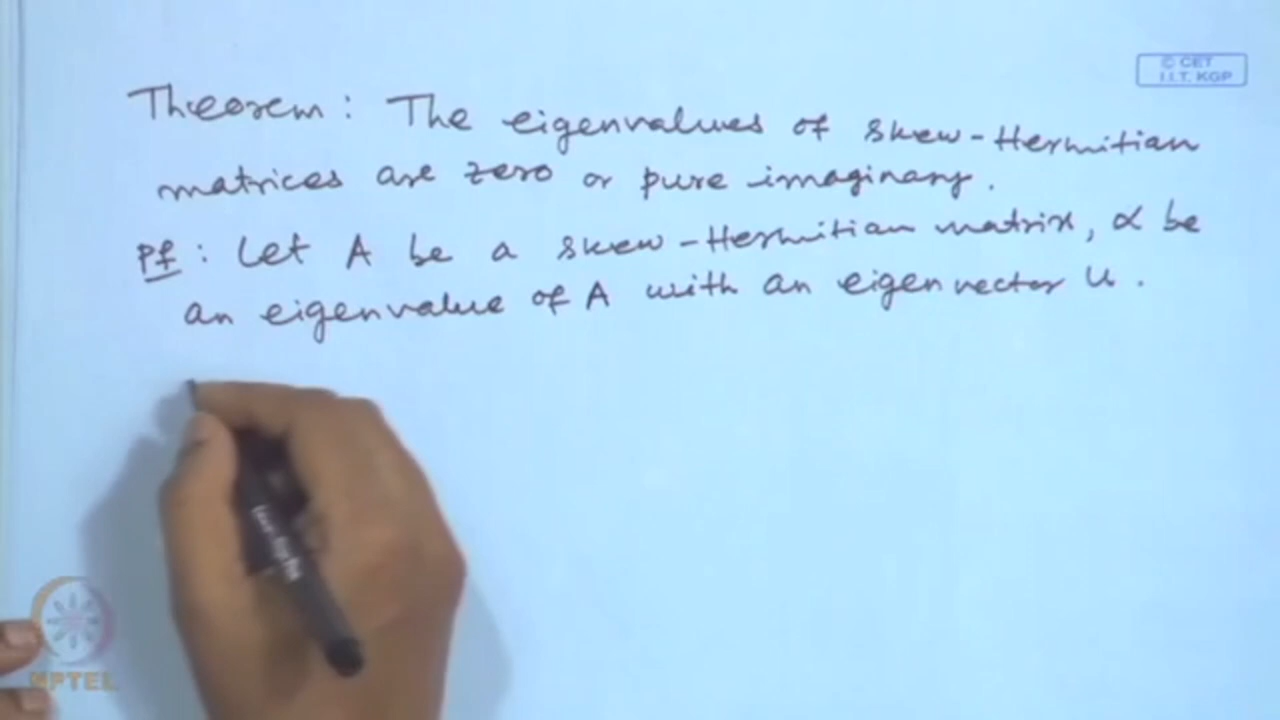 © CET
I.I.T. KGP
Theorem : The eigenvalues of skew-Hermitian
matrices are zero or pure imaginary.
Pf : Let A be a skew-Hermitian matrix, α be
an eigenvalue of A with an eigenvector u.
NPTEL